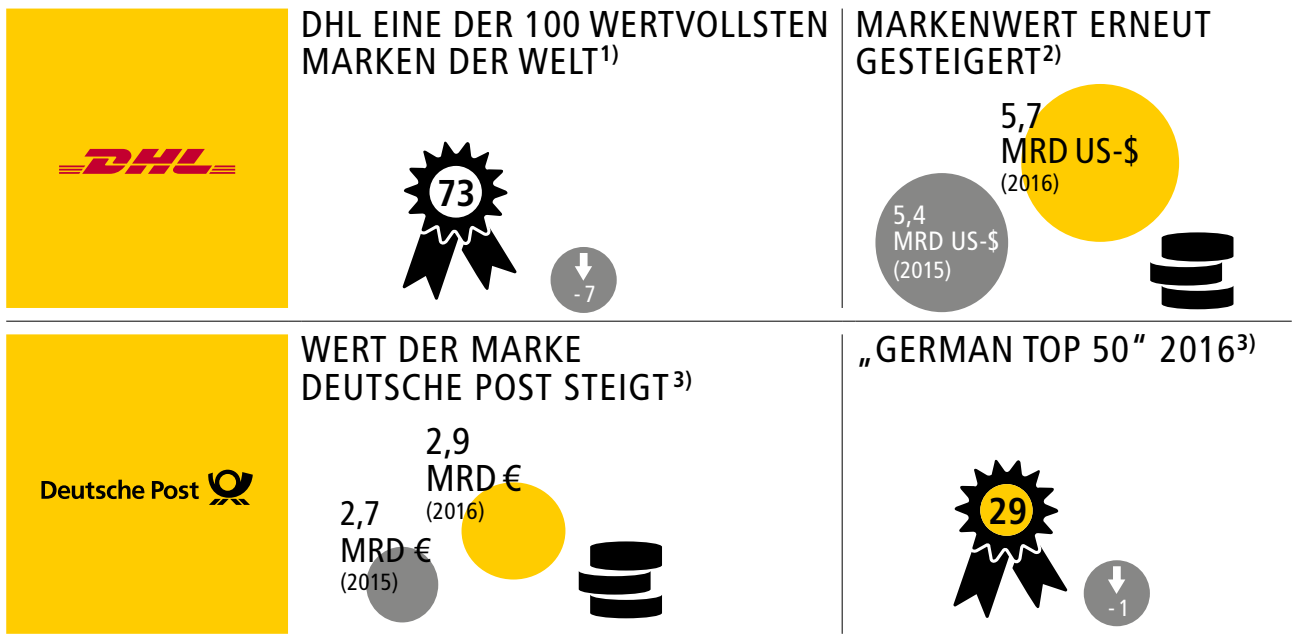 DHL
DHL EINE DER 100 WERTVOLLSTEN
MARKEN DER WELT1)
73
-7
MARKENWERT ERNEUT
GESTEIGERT2)
5,7
MRD US-$
(2016)
5,4
MRD US-$
(2015)
Deutsche Post
WERT DER MARKE
DEUTSCHE POST STEIGT3)
2,9
MRD €
(2016)
2,7
MRD €
(2015)
„GERMAN TOP 50“ 20163)
29
-1